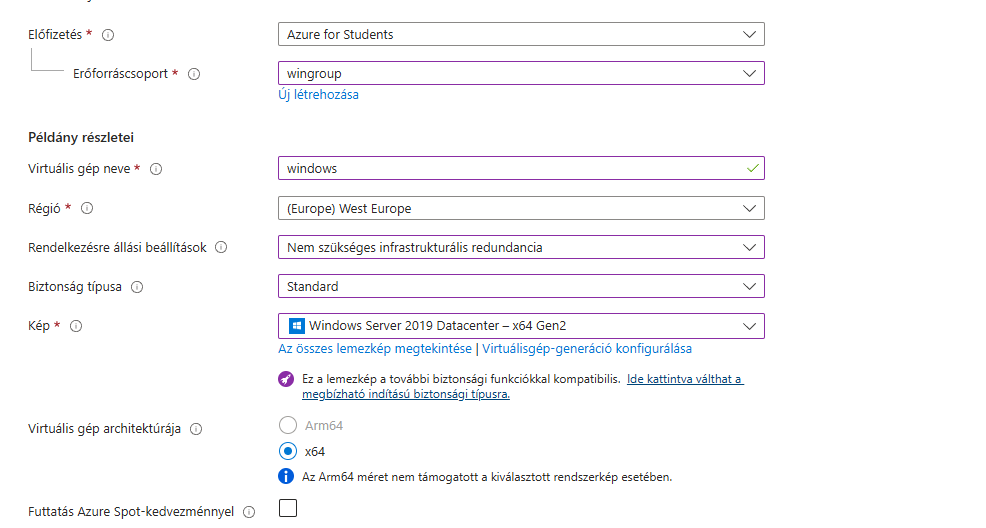 Előfizetés *
Azure for Students
Erőforráscsoport *
wingroup
Új létrehozása
Példány részletei
Virtuális gép neve *
windows
Régió *
(Europe) West Europe
Rendelkezésre állási beállítások
Nem szükséges infrastrukturális redundancia
Biztonság típusa
Standard
Kép *
Windows Server 2019 Datacenter – x64 Gen2
Az összes lemezkép megtekintése | Virtuálisgép-generáció konfigurálása
Ez a lemezkép a további biztonsági funkciókkal kompatibilis. Ide kattintva válthat a
megbízható indítású biztonsági típusra.
Virtuális gép architektúrája
Arm64
x64
Az Arm64 méret nem támogatott a kiválasztott rendszerkép esetében.
Futtatás Azure Spot-kedvezménnyel